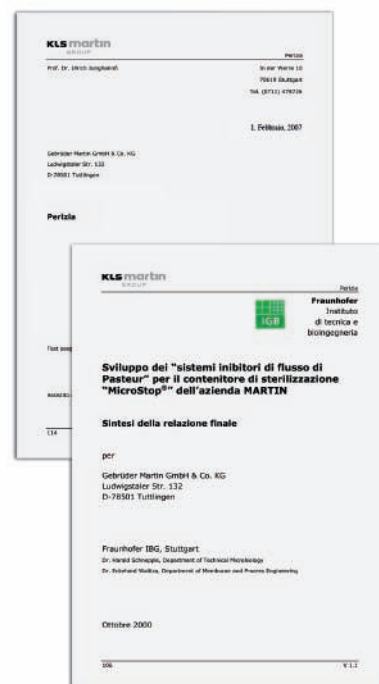 KLS martin
GROUP
Perizia
Prof. Dr. Ulrich Junghannß
In der Werre 10
70619 Stuttgart
Tel. (0711) 478726
1. Febbraio, 2007
Gebrüder Martin GmbH & Co. KG
Ludwigstaler Str. 132
D-78501 Tuttlingen
Perizia
114
KLS martin
GROUP
Perizia
IGB
Fraunhofer
Instituto
di tecnica e
bioingegneria
Sviluppo dei "sistemi inibitori di flusso di
Pasteur" per il contenitore di sterilizzazione
"MicroStop®" dell'azienda MARTIN
Sintesi della relazione finale
per
Gebrüder Martin GmbH & Co. KG
Ludwigstaler Str. 132
D-78501 Tuttlingen
Fraunhofer IBG, Stuttgart
Dr. Harald Schnepple, Department of Technical Microbiology
Dr. Eckehard Walitza, Department of Membrane and Process Engineering
Ottobre 2000
106
V 1.1